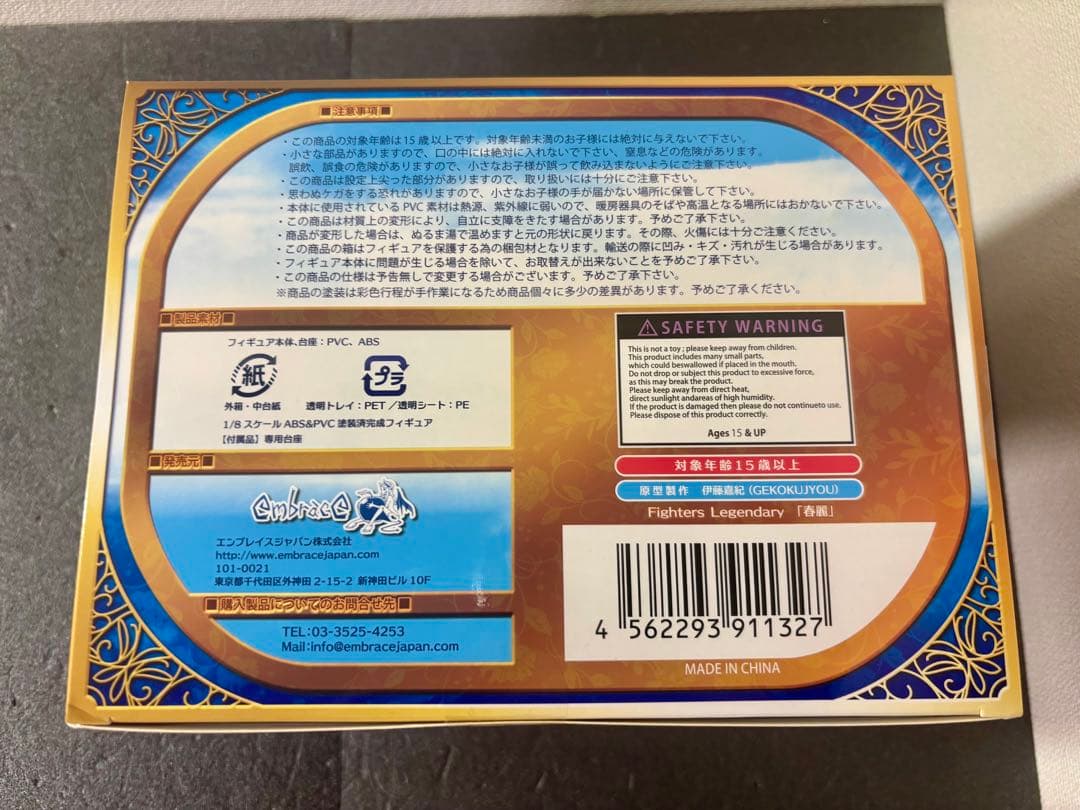 ■注意事項■
・この商品の対象年齢は15歳以上です。対象年齢未満のお子様には絶対に与えないで下さい。
・小さな部品がありますので、口の中には絶対に入れないで下さい、窒息などの危険があります。
誤飲、誤食の危険がありますので、小さなお子様が誤って飲み込まないようにご注意下さい。
・この商品は設定上尖った部分がありますので、取り扱いには十分にご注意下さい。
・思わぬケガをする恐れがありますので、小さなお子様の手が届かない場所に保管して下さい。
・本体に使用されているPVC素材は熱源、紫外線に弱いので、暖房器具のそばや高温となる場所にはおかないで下さい。
・この商品は材質上の変形により、自立に支障をきたす場合があります。予めご了承下さい。
・商品が変形した場合は、ぬるま湯で温めますと元の形状に戻ります。その際、火傷には十分ご注意ください。
・この商品の箱はフィギュアを保護する為の梱包材となります。輸送の際に凹み・キズ・汚れが生じる場合があります。
・フィギュア本体に問題が生じる場合を除いて、お取替えが出来ないことを予めご了承下さい。
・この商品の仕様は予告無しで変更する場合がございます。予めご了承下さい。
※商品の塗装は彩色行程が手作業になるため商品個々に多少の差異があります。予めご了承ください。
■製品素材■
フィギュア本体、台座：PVC、ABS
紙
プラ
外箱・中台紙 透明トレイ：PET／透明シート：PE
1/8スケールABS&PVC塗装済完成フィギュア
【付属品】専用台座
⚠SAFETY WARNING
This is not a toy ; please keep away from children.
This product includes many small parts,
which could beswallowed if placed in the mouth.
Do not drop or subject this product to excessive force,
as this may break the product.
Please keep away from direct heat,
direct sunlight andareas of high humidity.
If the product is damaged then please do not continueto use.
Please dispose of this product correctly.
Ages 15 & UP
対象年齢15歳以上
原型製作 伊藤嘉紀（GEKOKUJYOU）
Fighters Legendary 「春麗」
■発売元■
embracE
エンブレイスジャパン株式会社
http://www.embracejapan.com
101-0021
東京都千代田区外神田2-15-2 新神田ビル10F
■購入製品についてのお問合せ先■
TEL:03-3525-4253
Mail:info@embracejapan.com
4 562293 911327
MADE IN CHINA